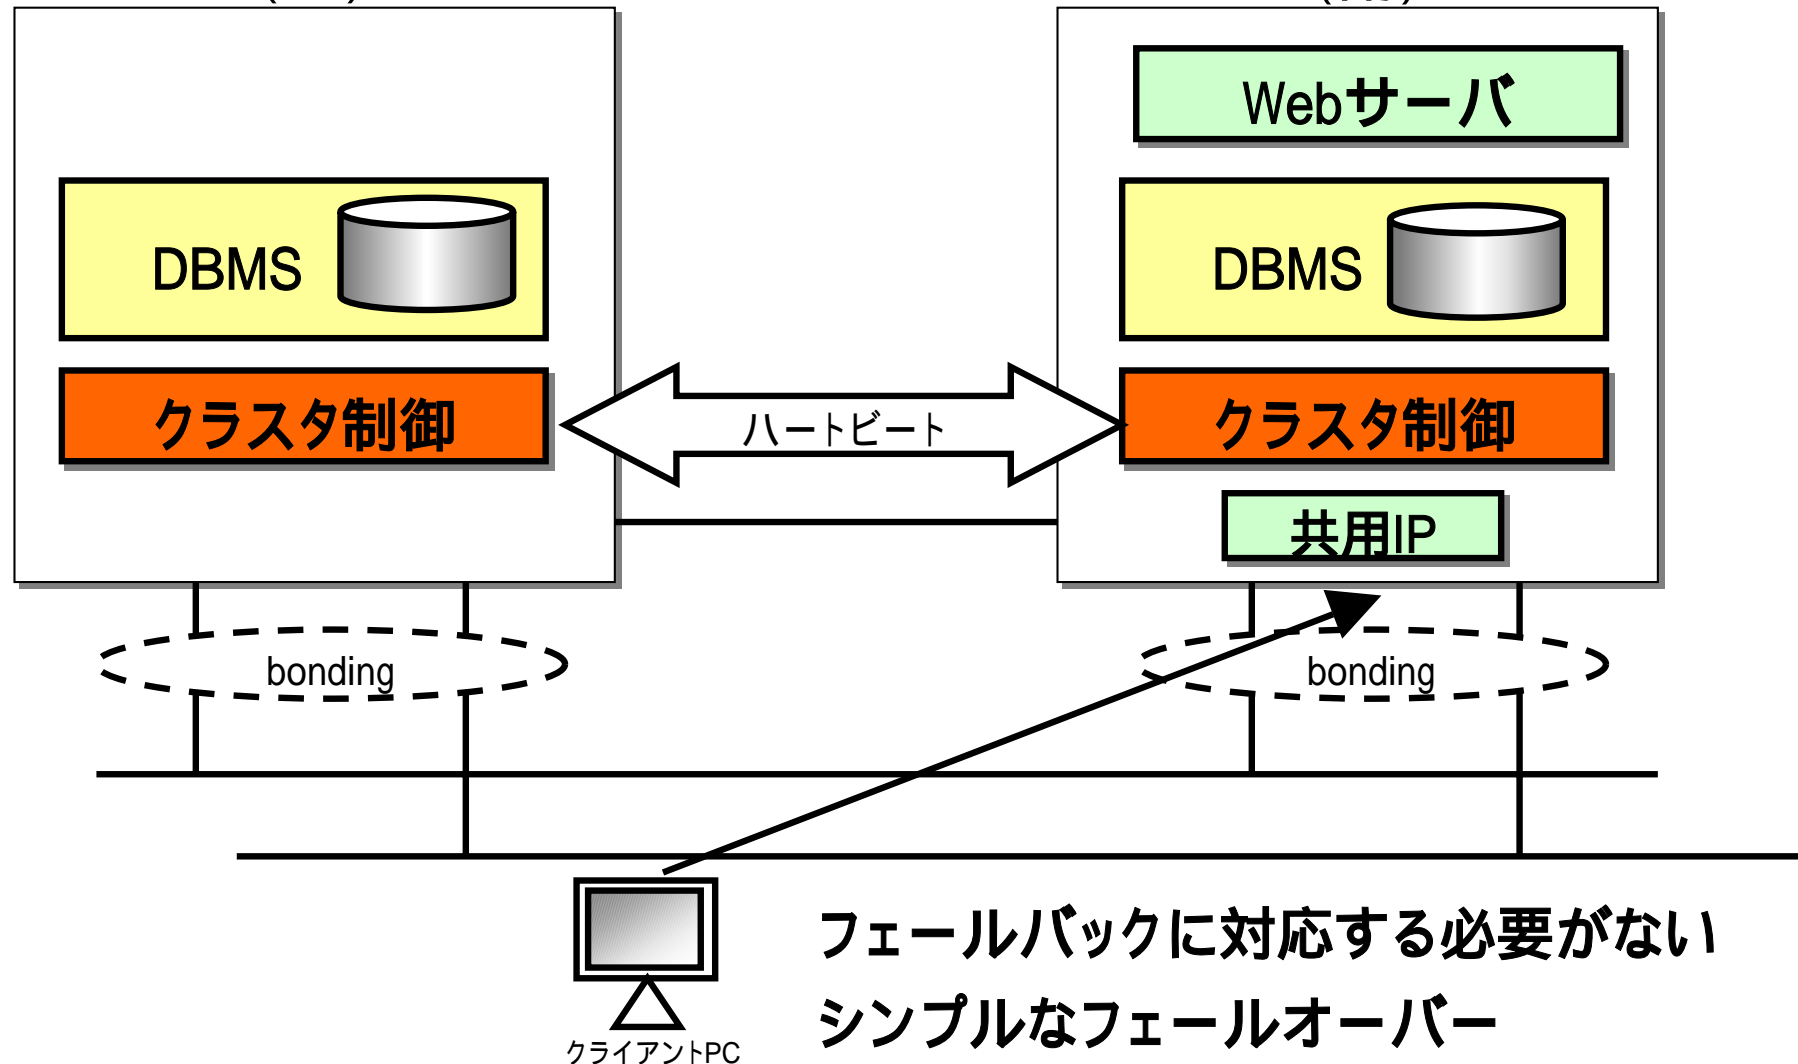 Webサーバ
DBMS
DBMS
クラスタ制御
ハートビート
クラスタ制御
共用IP
bonding
bonding
フェールバックに対応する必要がない
シンプルなフェールオーバー
クライアントPC